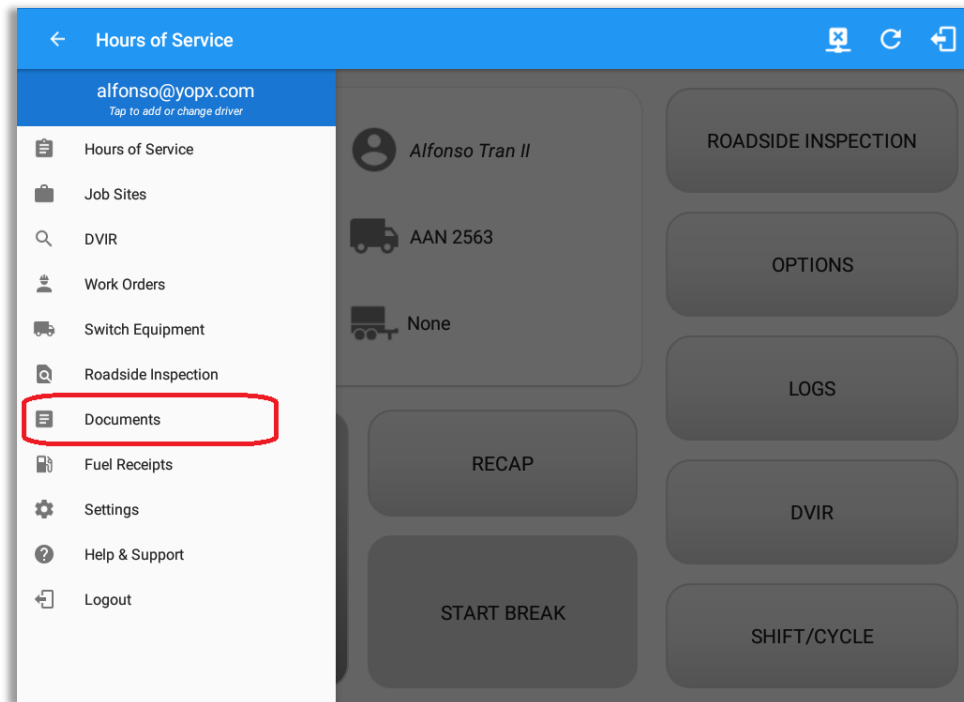 Hours of Service
alfonso@yopx.com
Tap to add or change driver
Hours of Service
Job Sites
DVIR
Work Orders
Switch Equipment
Roadside Inspection
Documents
Fuel Receipts
Settings
Help & Support
Logout
Alfonso Tran II
AAN 2563
None
RECAP
START BREAK
ROADSIDE INSPECTION
OPTIONS
LOGS
DVIR
SHIFT/CYCLE